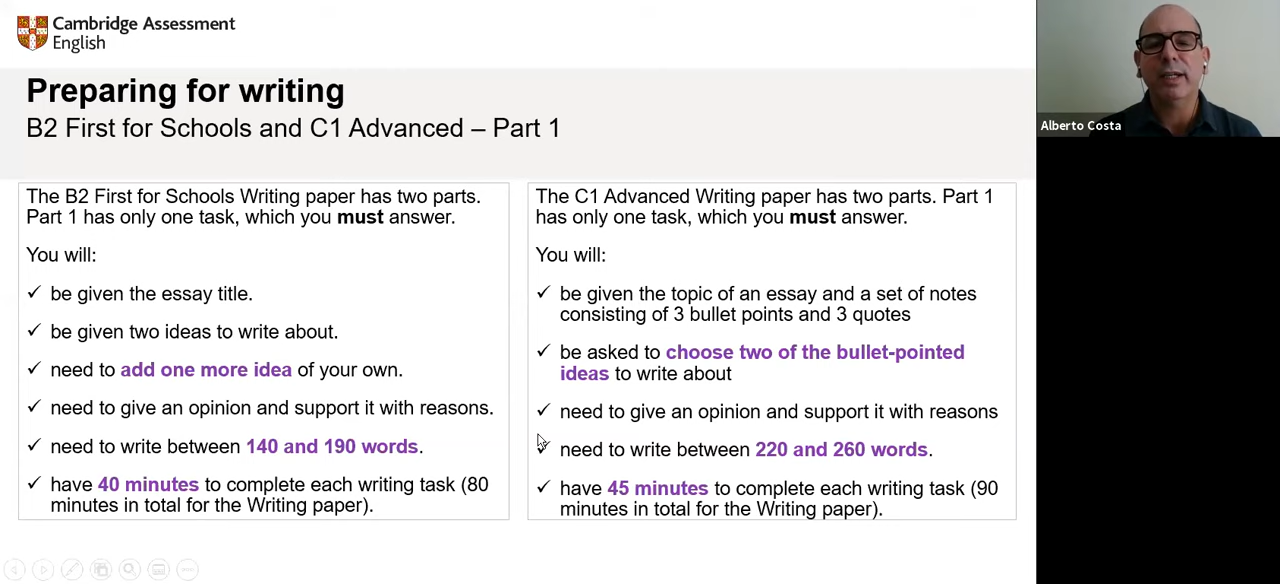 Cambridge Assessment
English
Preparing for writing
B2 First for Schools and C1 Advanced – Part 1
The B2 First for Schools Writing paper has two parts.
Part 1 has only one task, which you must answer.
You will:
✓ be given the essay title.
✓ be given two ideas to write about.
✓ need to add one more idea of your own.
✓ need to give an opinion and support it with reasons.
✓ need to write between 140 and 190 words.
✓ have 40 minutes to complete each writing task (80
minutes in total for the Writing paper).
The C1 Advanced Writing paper has two parts. Part 1
has only one task, which you must answer.
You will:
✓ be given the topic of an essay and a set of notes
consisting of 3 bullet points and 3 quotes
✓ be asked to choose two of the bullet-pointed
ideas to write about
✓ need to give an opinion and support it with reasons
✓ need to write between 220 and 260 words.
✓ have 45 minutes to complete each writing task (90
minutes in total for the Writing paper).
Alberto Costa